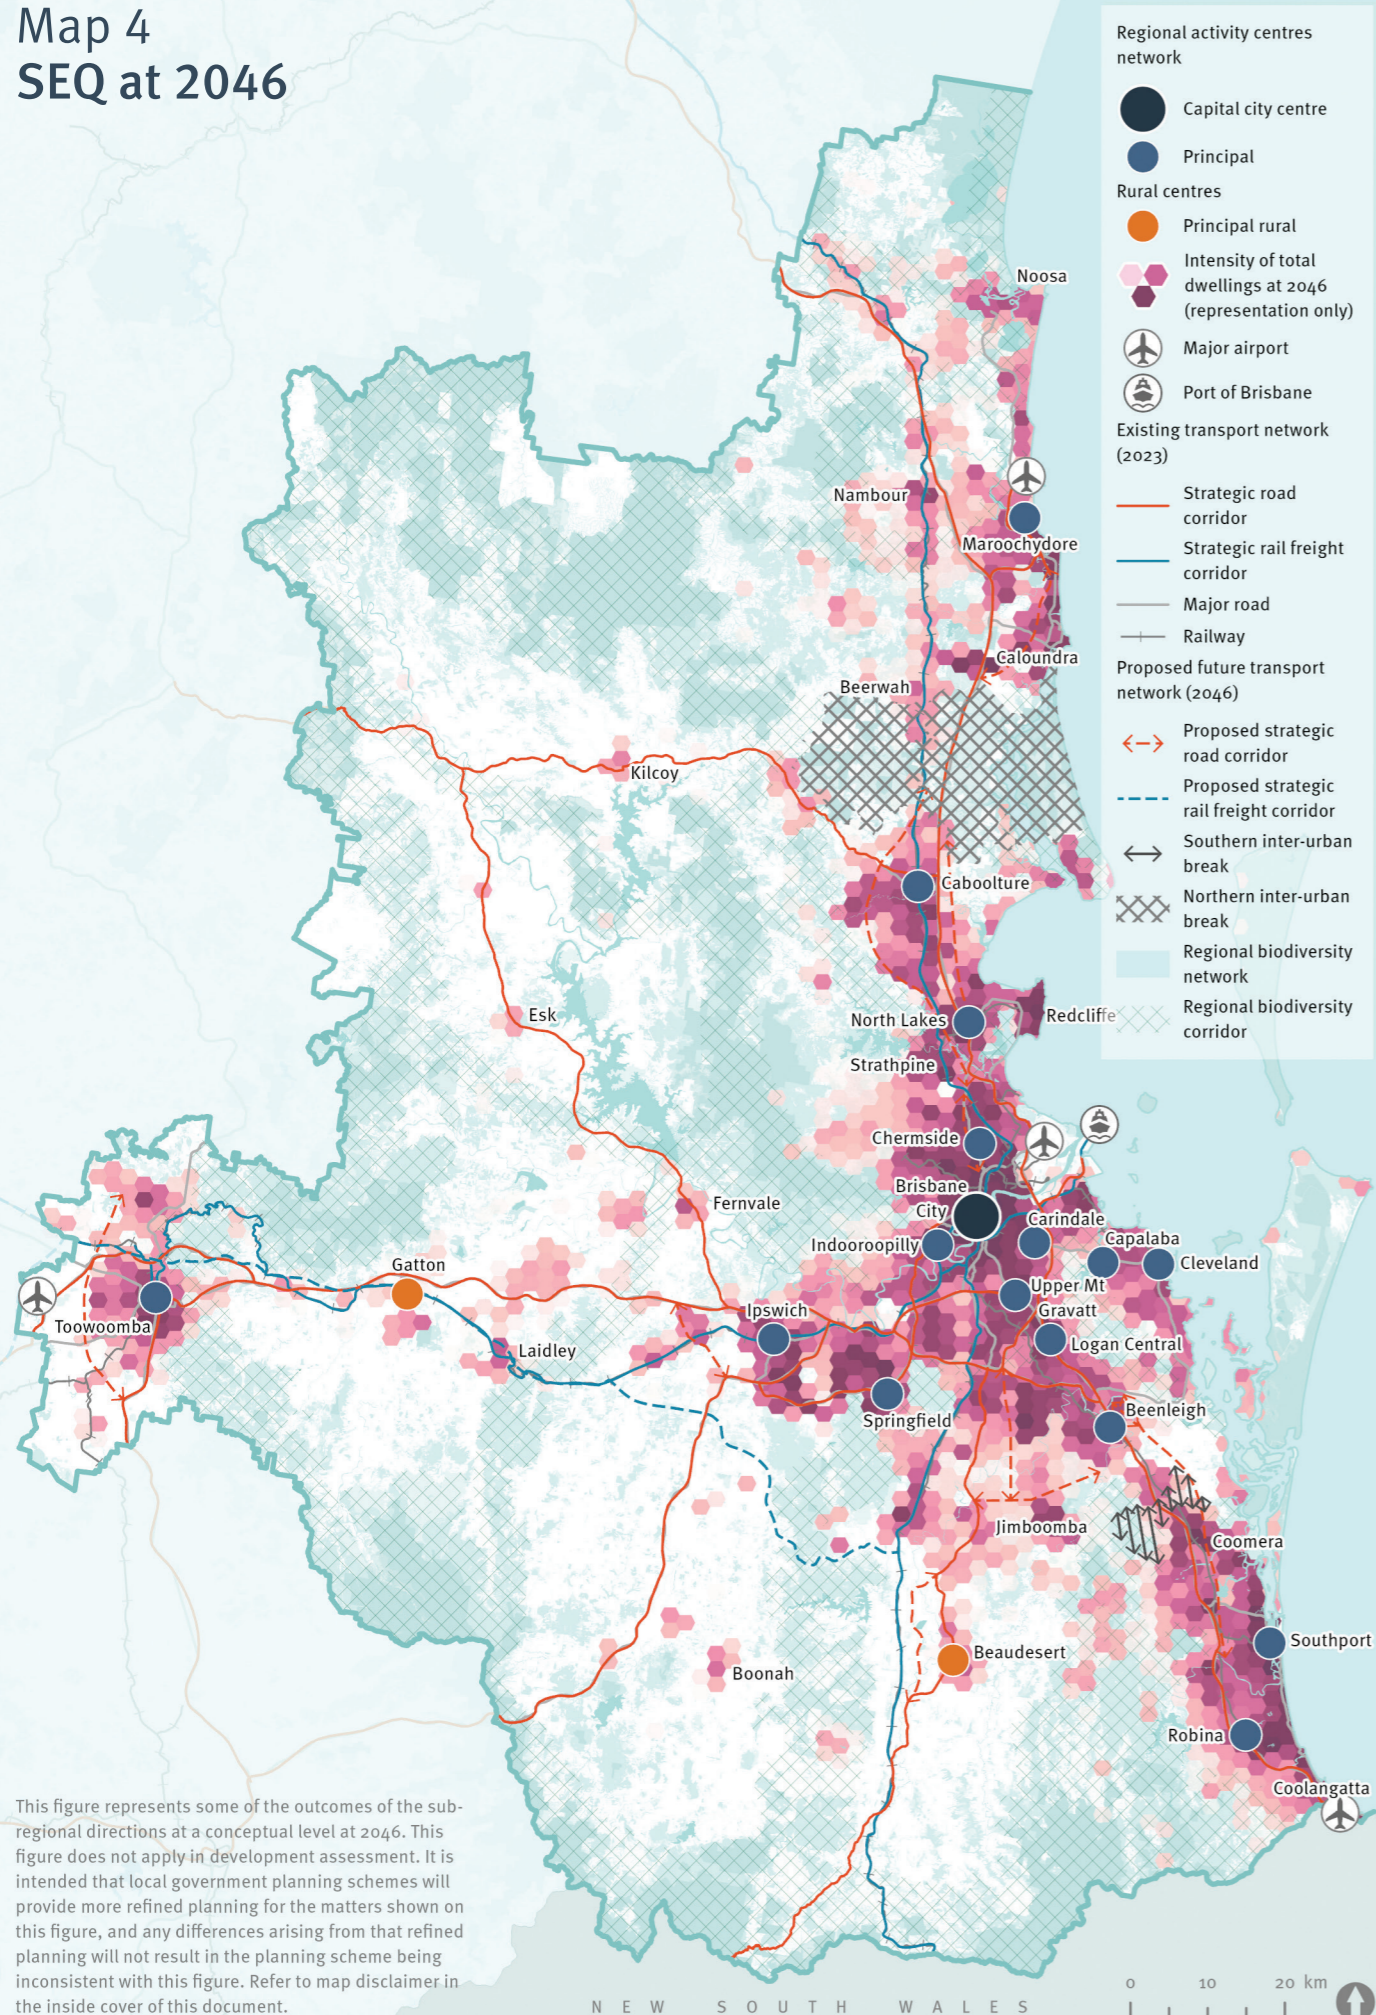 Map 4
SEQ at 2046
Regional activity centres
network
Capital city centre
Principal
Rural centres
Principal rural
Intensity of total
dwellings at 2046
(representation only)
Major airport
Port of Brisbane
Existing transport network
(2023)
Strategic road
corridor
Strategic rail freight
corridor
Major road
Railway
Proposed future transport
network (2046)
Proposed strategic
road corridor
Proposed strategic
rail freight corridor
Southern inter-urban
break
Northern inter-urban
break
Regional biodiversity
network
Regional biodiversity
corridor
Noosa
Nambour
Maroochydore
Caloundra
Beerwah
Kilcoy
Caboolture
Esk
North Lakes
Redcliffe
Strathpine
Chermside
Brisbane
City
Fernvale
Carindale
Indooroopilly
Capalaba
Cleveland
Gatton
Upper Mt
Gravatt
Ipswich
Toowoomba
Logan Central
Laidley
Springfield
Beenleigh
Jimboomba
Coomera
Southport
Beaudesert
Boonah
Robina
Coolangatta
This figure represents some of the outcomes of the sub-
regional directions at a conceptual level at 2046. This
figure does not apply in development assessment. It is
intended that local government planning schemes will
provide more refined planning for the matters shown on
this figure, and any differences arising from that refined
planning will not result in the planning scheme being
inconsistent with this figure. Refer to map disclaimer in
the inside cover of this document.
NEW SOUTH WALES
0 10 20 km